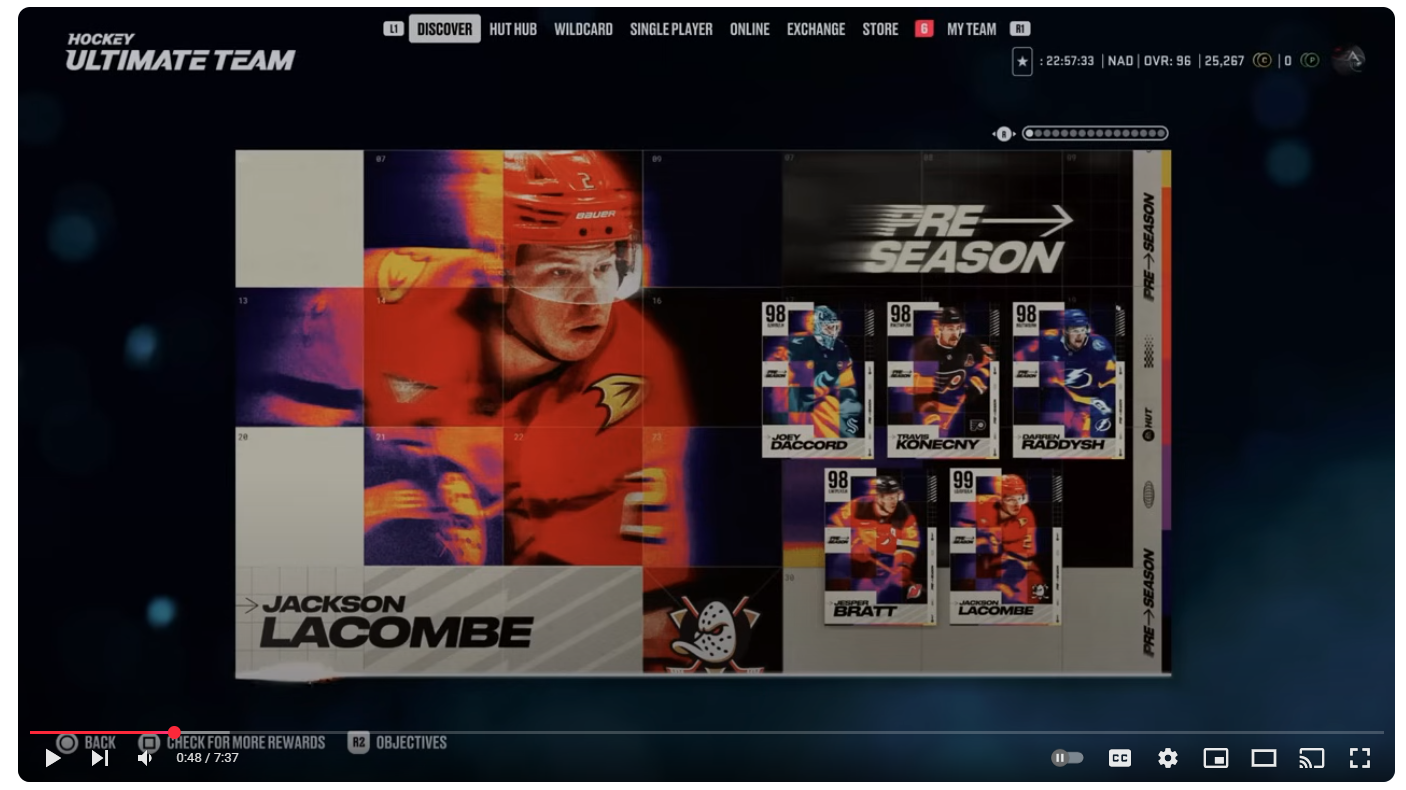 HOCKEY
ULTIMATE TEAM
L1 DISCOVER HUT HUB WILDCARD SINGLE PLAYER ONLINE EXCHANGE STORE 6 MY TEAM R1
: 22:57:33 | NAD | OVR: 96 | 25,267 C | 0 P
R
07 09 07 08 09
2
BAUER
PRE
SEASON
PRE SEASON
13 14 16
98 98 98
JOEY DACCORD
TRAVIS KONECNY
DARREN RADDYSH
HUT
20 21 22 23
98 99
JESPER BRATT
JACKSON LACOMBE
30
PRE SEASON
JACKSON
LACOMBE
BACK CHECK FOR MORE REWARDS R2 OBJECTIVES
0:48 / 7:37
CC